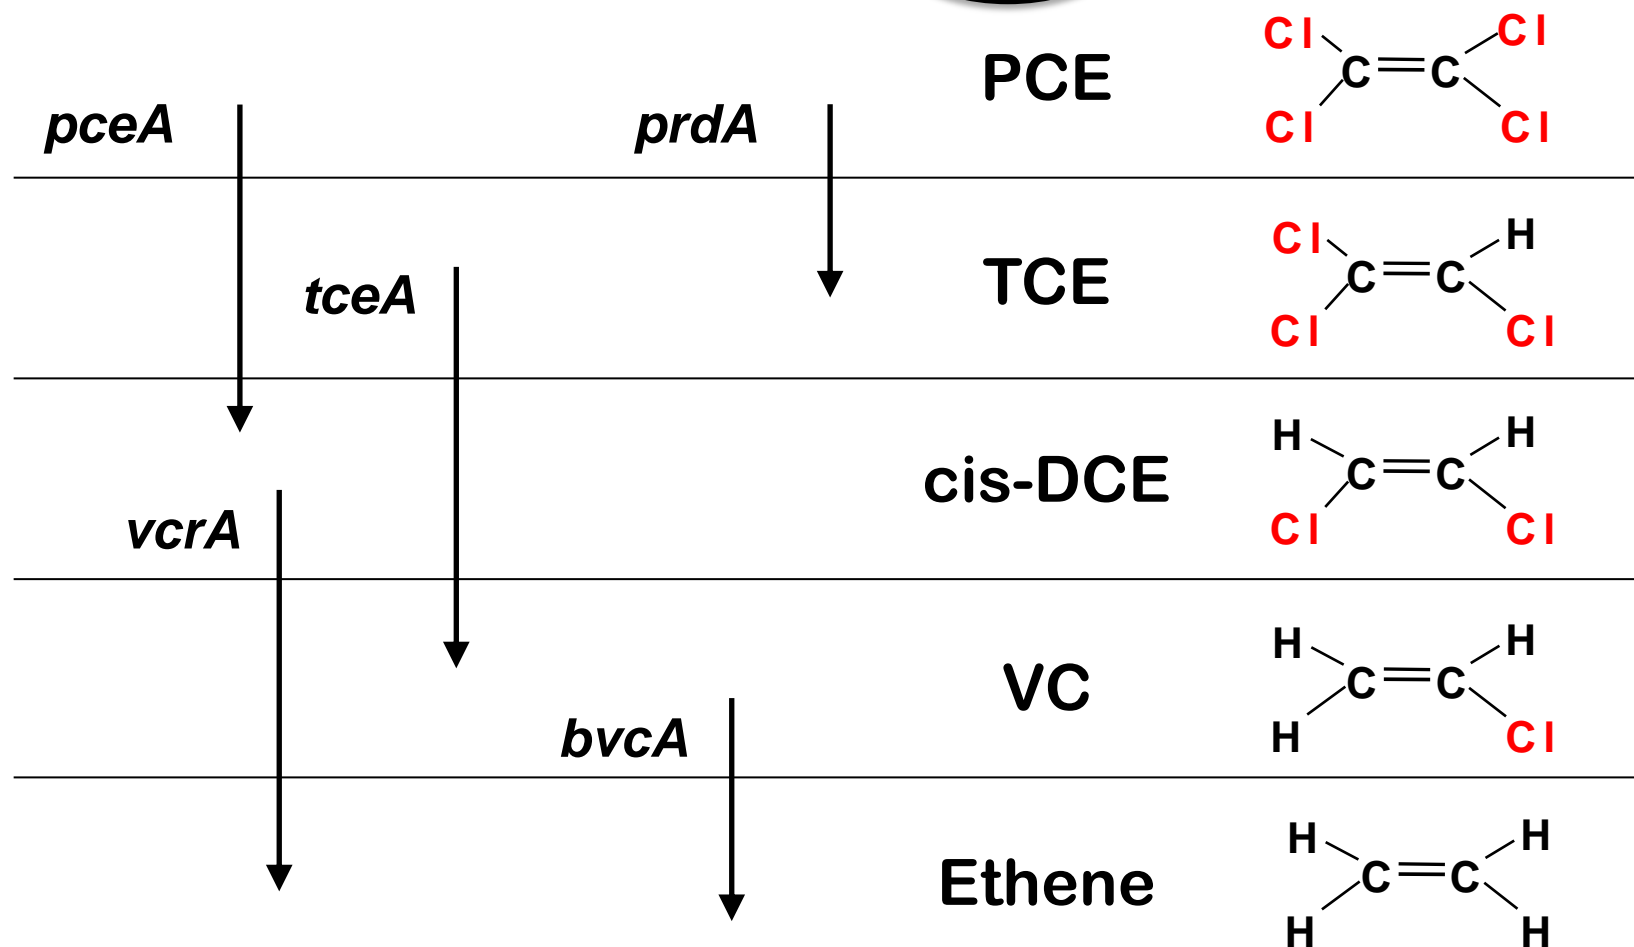 Cl Cl
PCE C C
pceA prdA Cl Cl
Cl H
TCE C C
tceA Cl Cl
H H
cis-DCE C C
vcrA Cl Cl
H H
VC C C
bvcA H Cl
H H
Ethene C C
H H